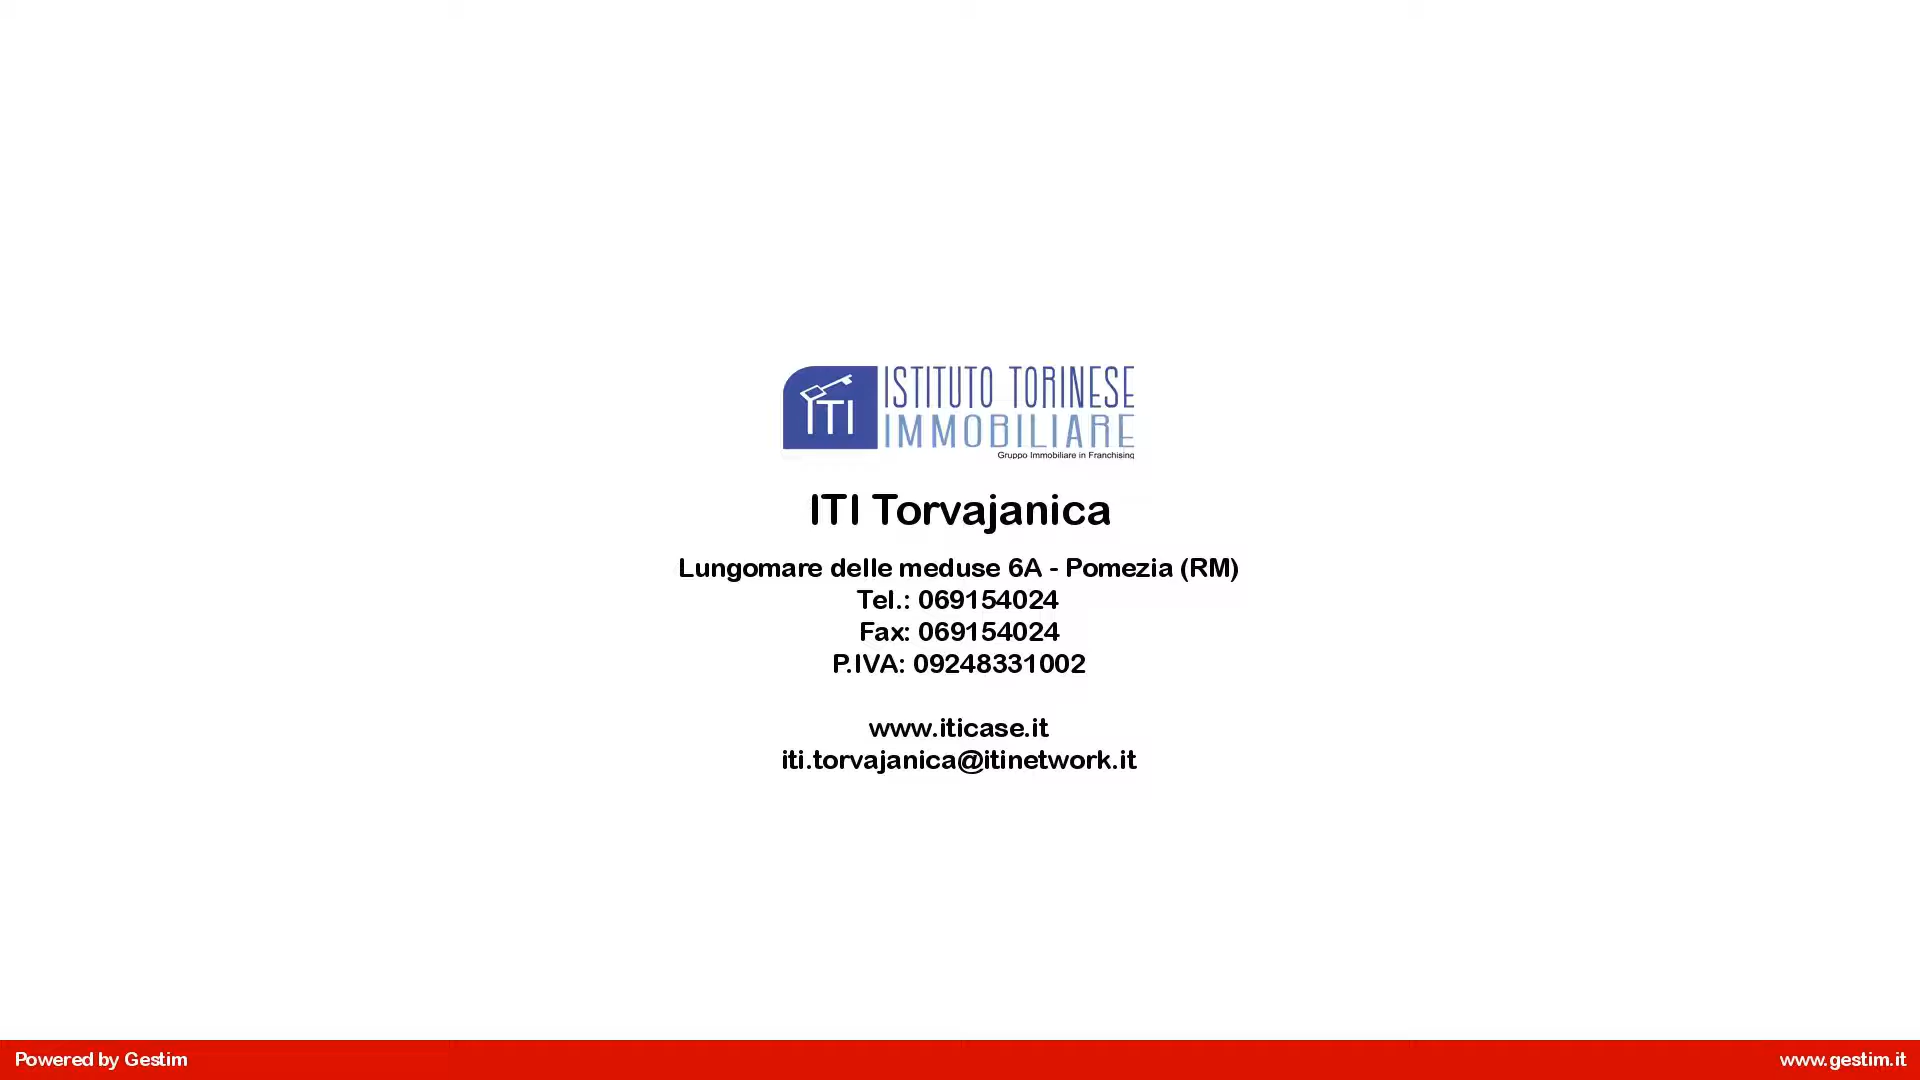 ITI
ISTITUTO TORINESE
IMMOBILIARE
Gruppo Immobiliare in Franchising
ITI Torvajanica
Lungomare delle meduse 6A - Pomezia (RM)
Tel.: 069154024
Fax: 069154024
P.IVA: 09248331002
www.iticase.it
iti.torvajanica@itinetwork.it
Powered by Gestim
www.gestim.it